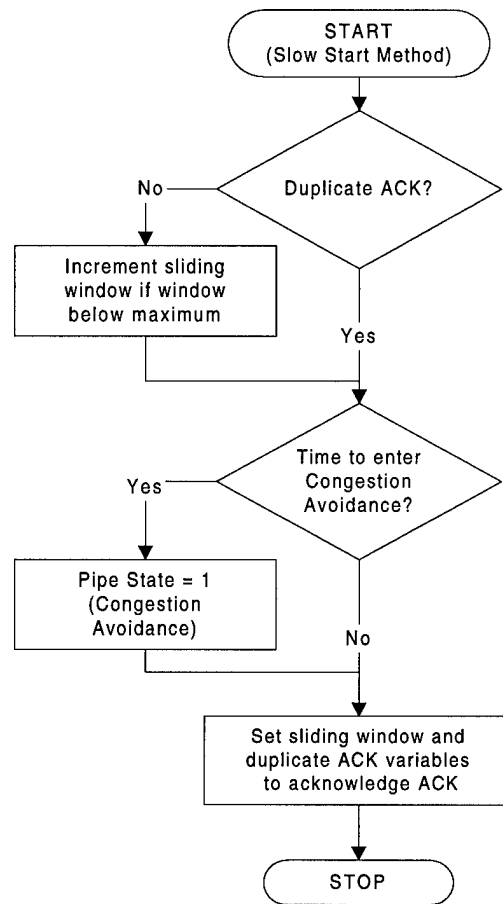 START
(Slow Start Method)
Duplicate ACK?
No
Increment sliding
window if window
below maximum
Yes
Time to enter
Congestion
Avoidance?
Yes
Pipe State = 1
(Congestion
Avoidance)
No
Set sliding window and
duplicate ACK variables
to acknowledge ACK
STOP